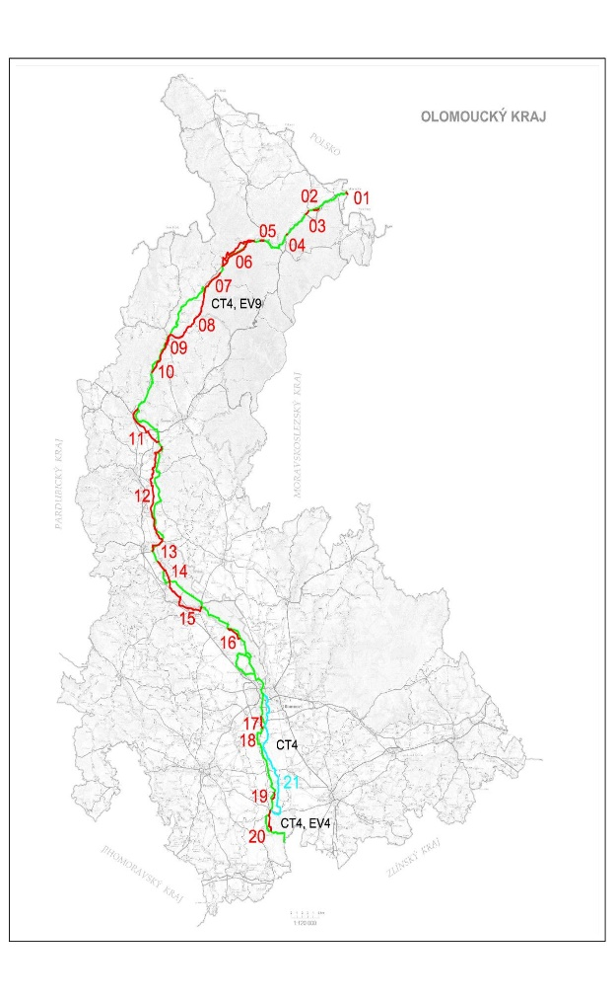 OLOMOUCKÝ KRAJ
POLSKO
01
02
03
04
05
06
07
CT4, EV9
08
09
10
11
MORAVSKOSLEZSKÝ KRAJ
PARDUBICKÝ KRAJ
12
13
14
15
16
17
18
CT4
21
19
CT4, EV4
20
JIHOMORAVSKÝ KRAJ
ZLÍNSKÝ KRAJ
1:170 000